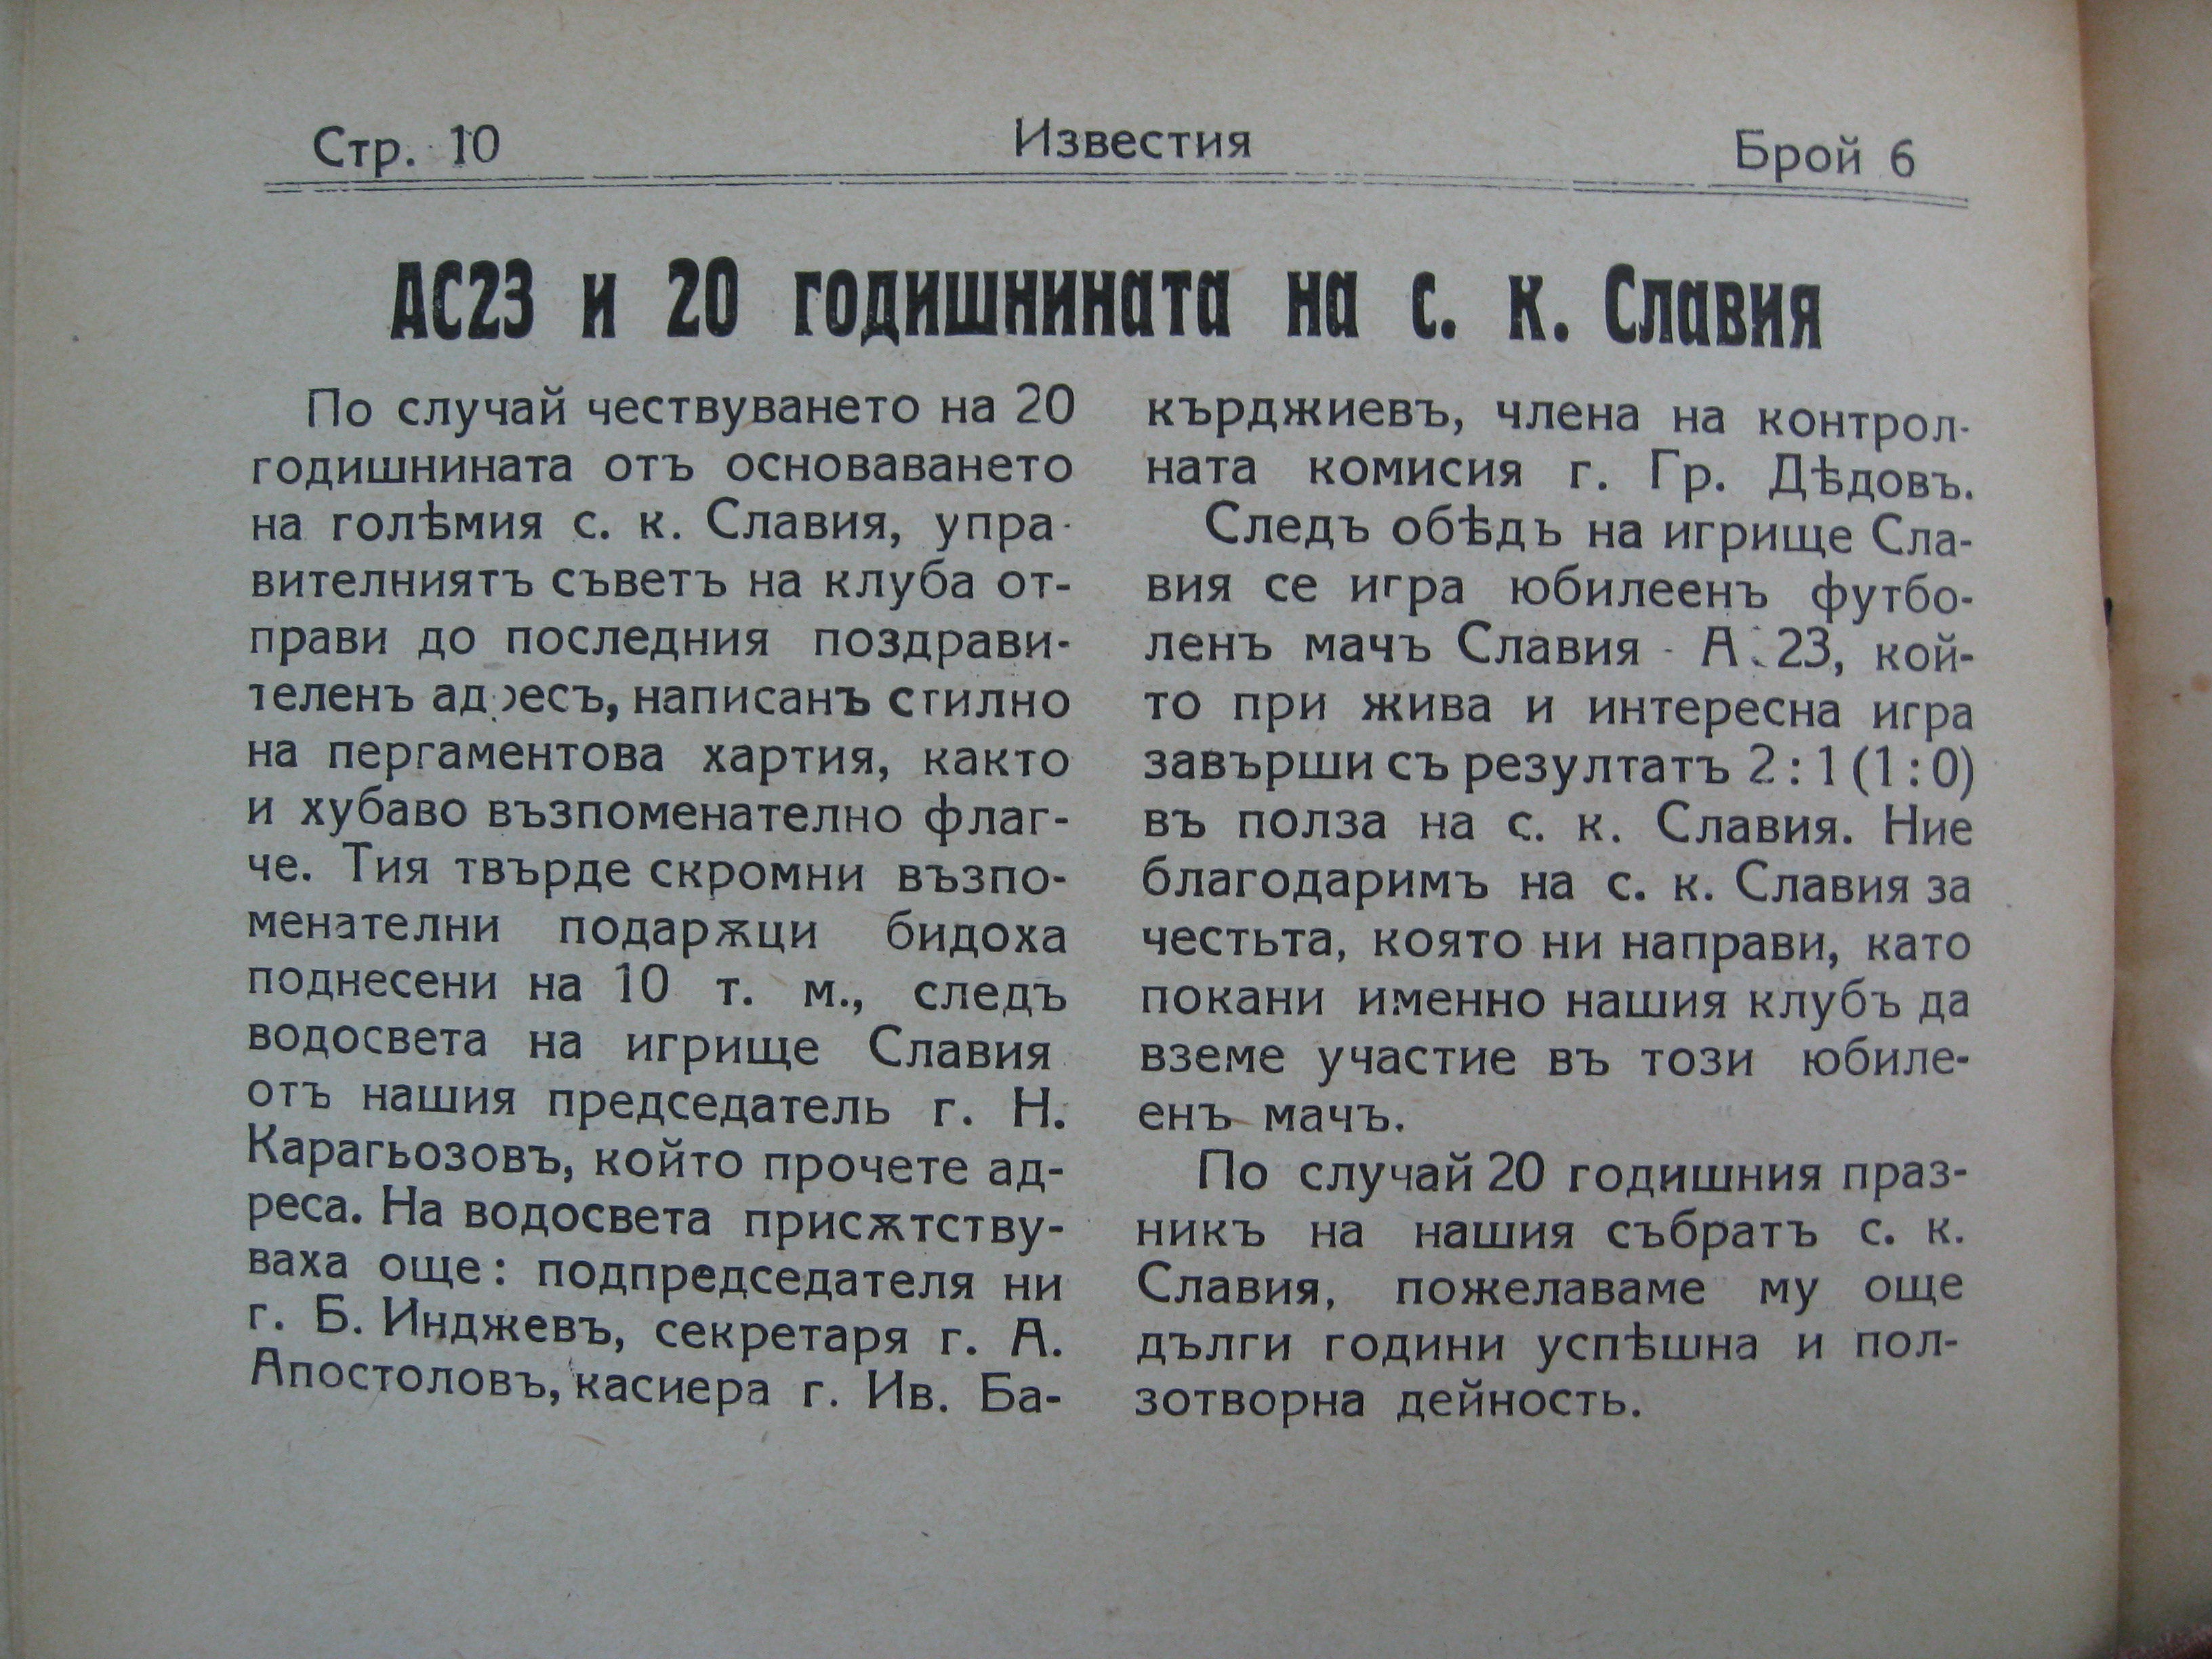 Стр. 10
Известия
Брой 6
АС23 и 20 годишнината на с. к. Славия
По случай чествуването на 20
годишнината отъ основаването
на голѣмия с. к. Славия, упра-
вителниятъ съветъ на клуба от-
прави до последния поздрави-
теленъ адресъ, написанъ стилно
на пергаментова хартия, както
и хубаво възпоменателно флаг-
че. Тия твърде скромни възпо-
менателни подарѫци бидоха
поднесени на 10 т. м., следъ
водосвета на игрище Славия
отъ нашия председатель г. Н.
Карагьозовъ, който прочете ад-
реса. На водосвета присѫтству-
ваха още: подпредседателя ни
г. Б. Инджевъ, секретаря г. А.
Апостоловъ, касиера г. Ив. Ба-
кърджиевъ, члена на контрол-
ната комисия г. Гр. Дѣдовъ.
Следъ обѣдъ на игрище Сла-
вия се игра юбилеенъ футбо-
ленъ мачъ Славия - А.23, кой-
то при жива и интересна игра
завърши съ резултатъ 2:1 (1:0)
въ полза на с. к. Славия. Ние
благодаримъ на с. к. Славия за
честьта, която ни направи, като
покани именно нашия клубъ да
вземе участие въ този юбиле-
енъ мачъ.
По случай 20 годишния праз-
никъ на нашия събратъ с. к.
Славия, пожелаваме му още
дълги години успѣшна и пол-
зотворна дейность.